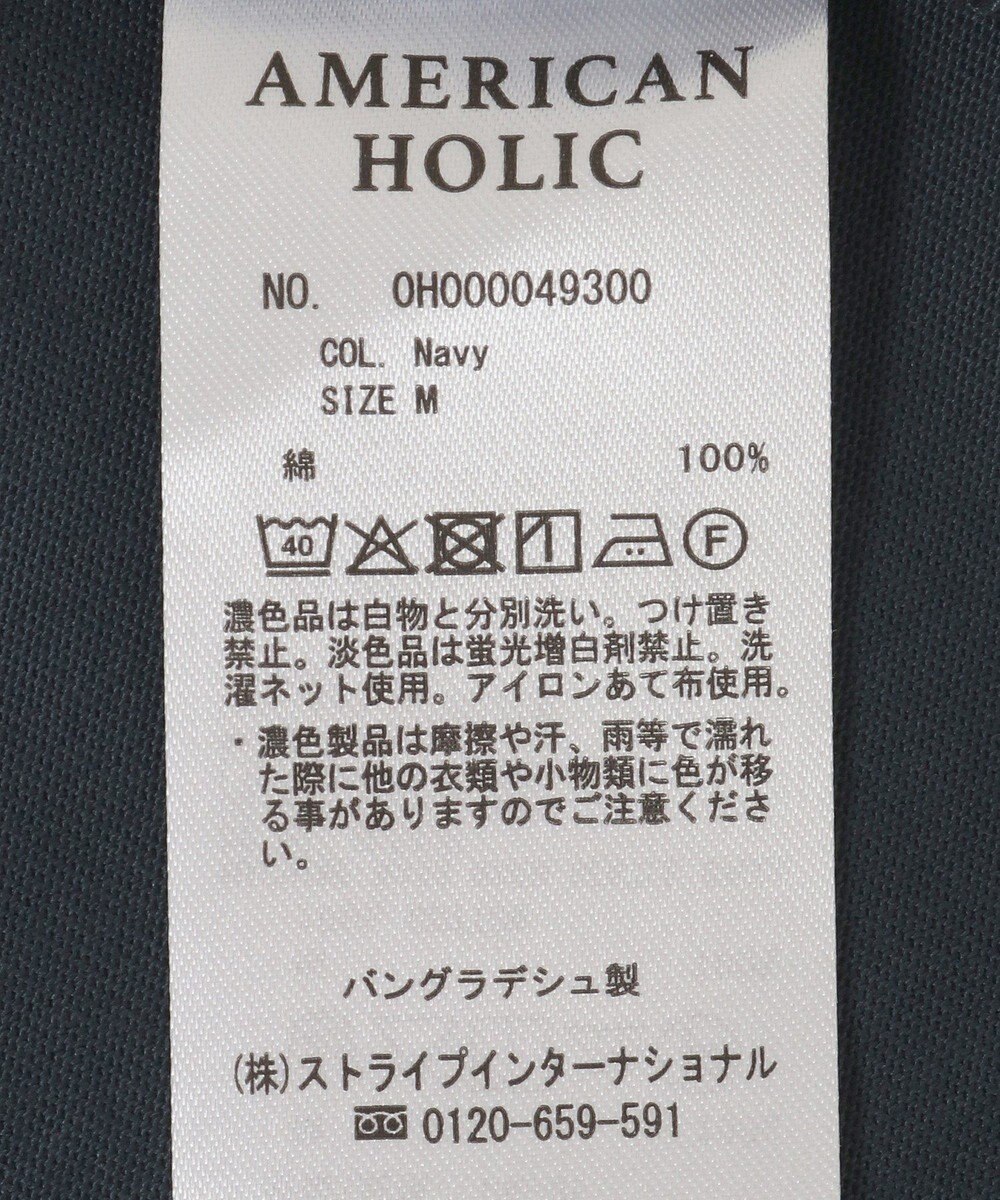 AMERICAN
HOLIC
NO. 0H000049300
COL. Navy
SIZE M
綿 100%
40 F
濃色品は白物と分別洗い。つけ置き
禁止。淡色品は蛍光増白剤禁止。洗
濯ネット使用。アイロンあて布使用。
・濃色製品は摩擦や汗、雨等で濡れ
た際に他の衣類や小物類に色が移
る事がありますのでご注意くださ
い。
バングラデシュ製
(株)ストライプインターナショナル
0120-659-591